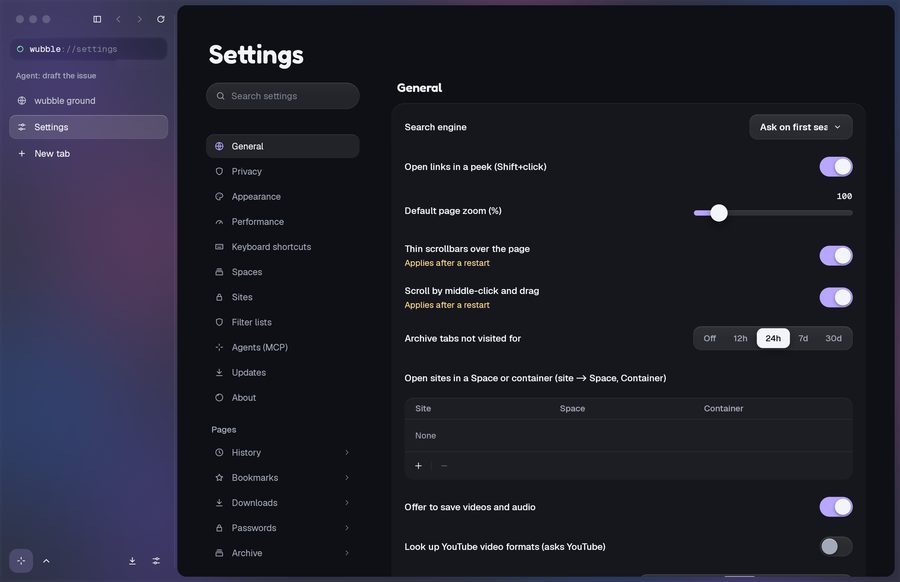 wubble://settings
Agent: draft the issue
wubble ground
Settings
New tab
Settings
Search settings
General
Privacy
Appearance
Performance
Keyboard shortcuts
Spaces
Sites
Filter lists
Agents (MCP)
Updates
About
Pages
History
Bookmarks
Downloads
Passwords
Archive
General
Search engine
Ask on first sea
Open links in a peek (Shift+click)
100
Default page zoom (%)
Thin scrollbars over the page
Applies after a restart
Scroll by middle-click and drag
Applies after a restart
Archive tabs not visited for
Off 12h 24h 7d 30d
Open sites in a Space or container (site → Space, Container)
Site Space Container
None
Offer to save videos and audio
Look up YouTube video formats (asks YouTube)